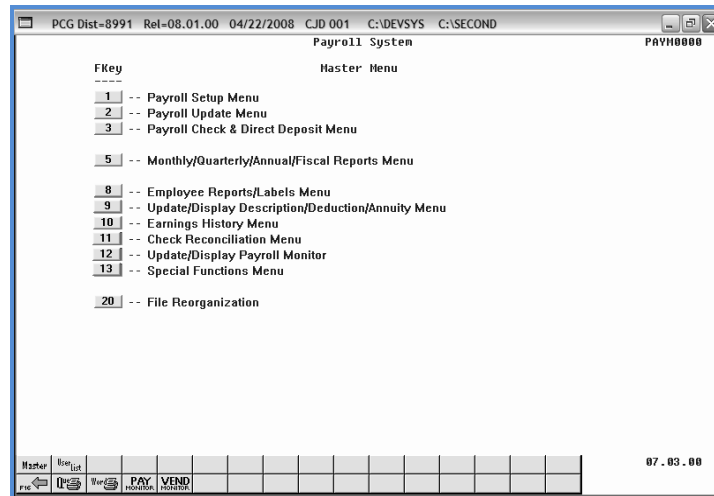 PCG Dist=8991 Rel=08.01.00 04/22/2008 CJD 001 C:\DEVSYS C:\SECOND
Payroll System PAYM0000
FKey Master Menu
----
1 -- Payroll Setup Menu
2 -- Payroll Update Menu
3 -- Payroll Check & Direct Deposit Menu
5 -- Monthly/Quarterly/Annual/Fiscal Reports Menu
8 -- Employee Reports/Labels Menu
9 -- Update/Display Description/Deduction/Annuity Menu
10 -- Earnings History Menu
11 -- Check Reconciliation Menu
12 -- Update/Display Payroll Monitor
13 -- Special Functions Menu
20 -- File Reorganization
Master User list 07.03.00
F16 Que Word PAY MONITOR VEND MONITOR